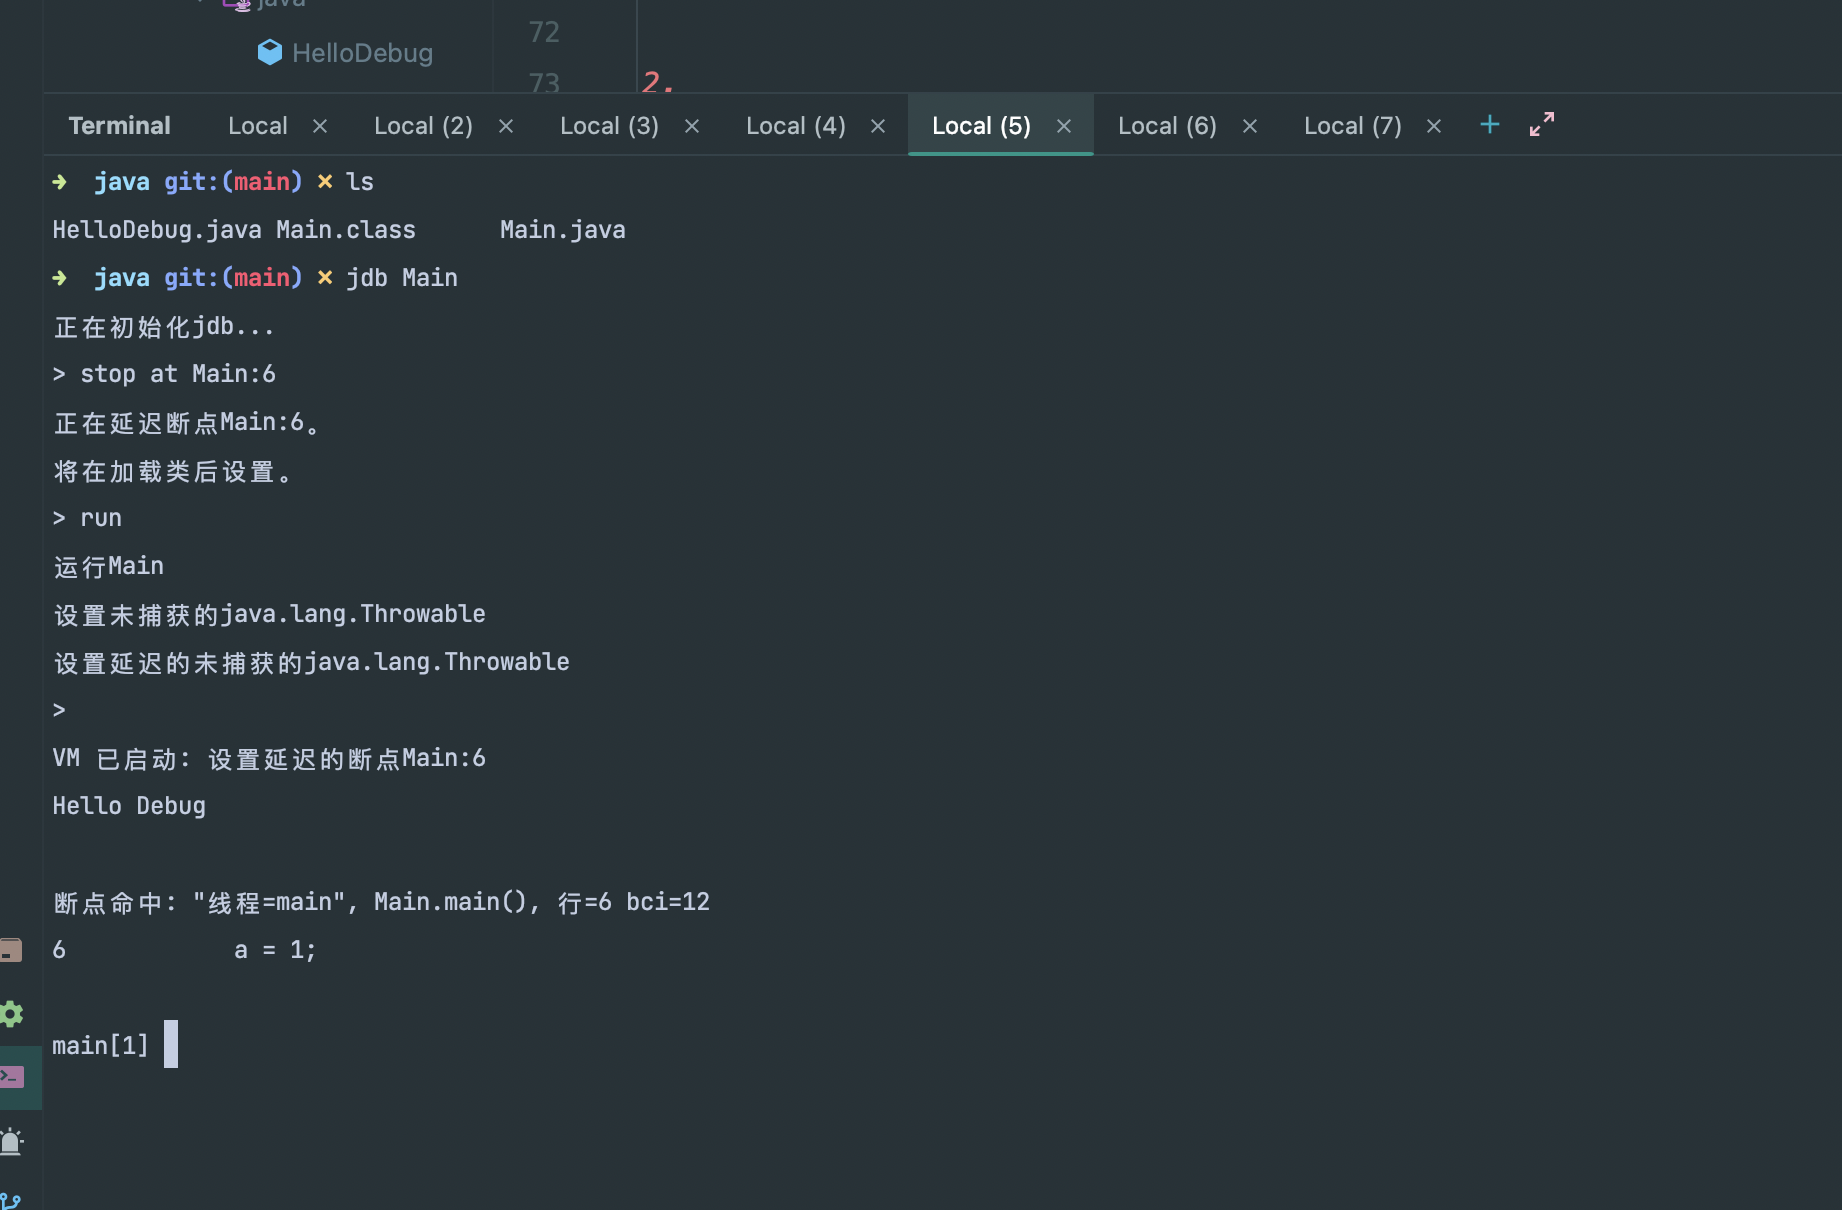 java
HelloDebug
72
73
2.
Terminal Local × Local (2) × Local (3) × Local (4) × Local (5) × Local (6) × Local (7) × +
➜ java git:(main) × ls
HelloDebug.java Main.class Main.java
➜ java git:(main) × jdb Main
正在初始化jdb...
> stop at Main:6
正在延迟断点Main:6。
将在加载类后设置。
> run
运行Main
设置未捕获的java.lang.Throwable
设置延迟的未捕获的java.lang.Throwable
>
VM 已启动: 设置延迟的断点Main:6
Hello Debug
断点命中: "线程=main", Main.main(), 行=6 bci=12
6 a = 1;
main[1]